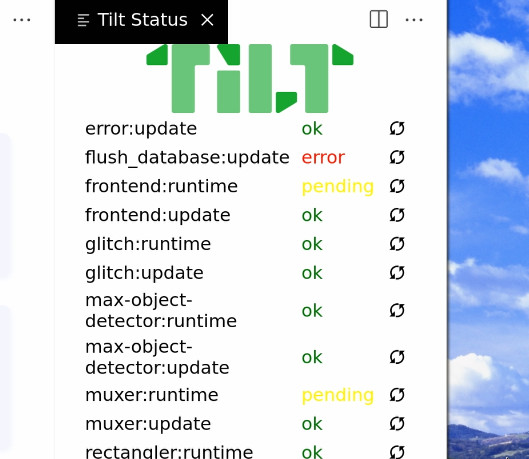 Tilt Status
TILT
error:update ok
flush_database:update error
frontend:runtime pending
frontend:update ok
glitch:runtime ok
glitch:update ok
max-object-
detector:runtime ok
max-object-
detector:update ok
muxer:runtime pending
muxer:update ok
rectangler:runtime ok